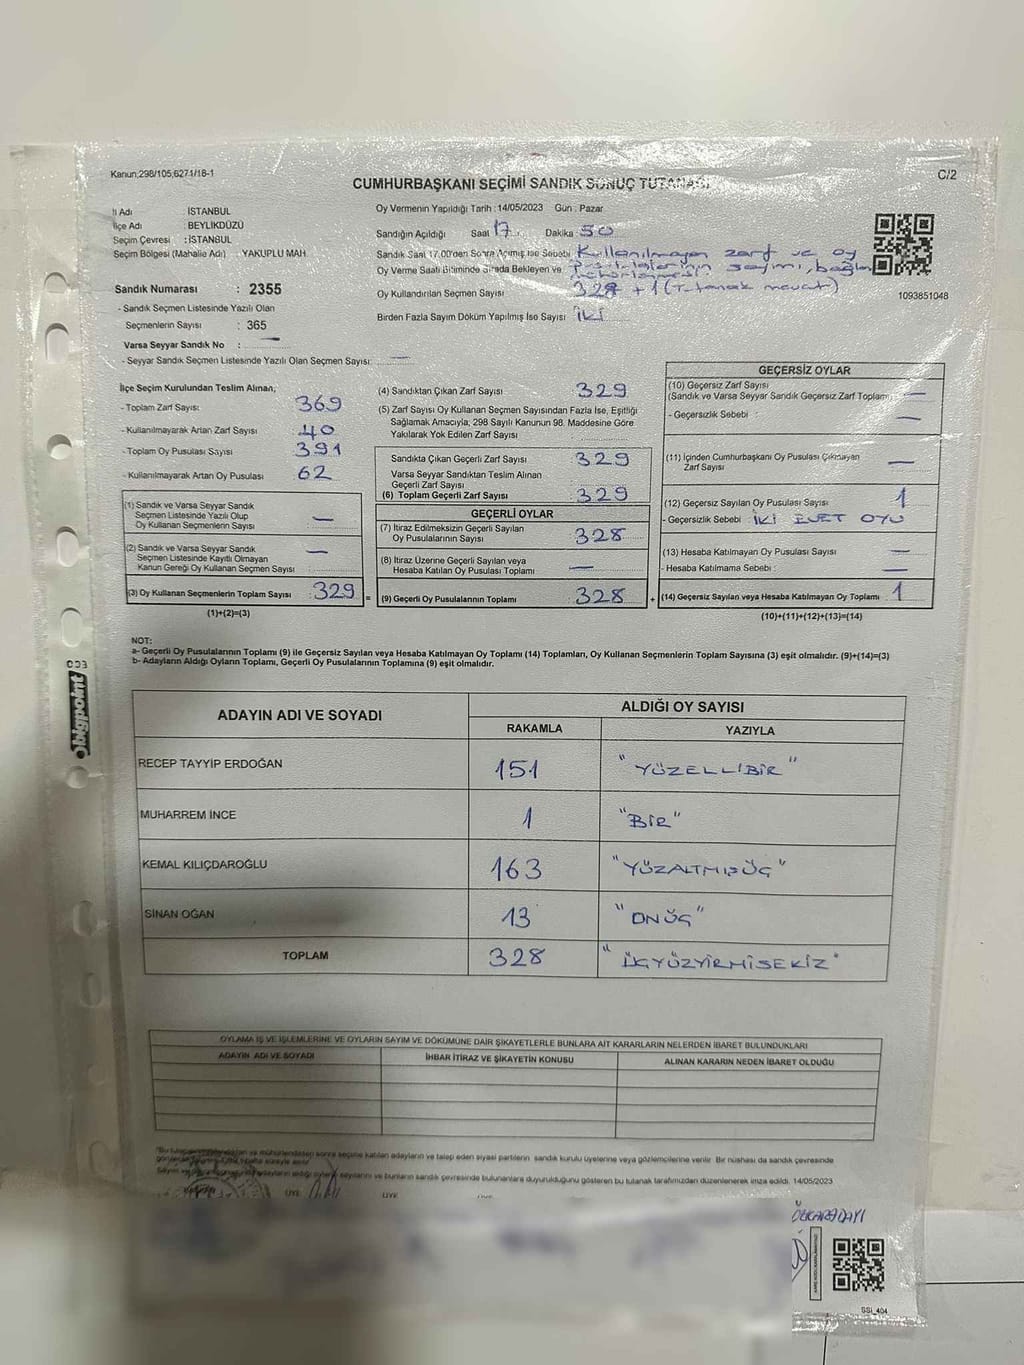 Kanun;298/105,6271/18-1
C/2
CUMHURBAŞKANI SEÇİMİ SANDIK SONUÇ TUTANAĞI
İl Adı İSTANBUL
İlçe Adı : BEYLİKDÜZÜ
Seçim Çevresi : İSTANBUL
Seçim Bölgesi (Mahalle Adı) . YAKUPLU MAH
Sandık Numarası : 2355
- Sandık Seçmen Listesinde Yazılı Olan
Seçmenlerin Sayısı : 365
Varsa Seyyar Sandık No : —
- Seyyar Sandık Seçmen Listesinde Yazılı Olan Seçmen Sayısı: —
Oy Vermenin Yapıldığı Tarih : 14/05/2023 Gün : Pazar
Sandığın Açıldığı Saat 17 Dakika 50
Sandık Saat 17.00'den Sonra Açılmış İse Sebebi Kullanılmayan zarf ve oy
Oy Verme Saati Bitiminde Sırada Bekleyen ve sayımı,
Oy Kullandırılan Seçmen Sayısı 328 + 1 (Tutanak mevcut)
Birden Fazla Sayım Döküm Yapılmış İse Sayısı İKİ
1093851048
İlçe Seçim Kurulundan Teslim Alınan,
- Toplam Zarf Sayısı 369
- Kullanılmayarak Artan Zarf Sayısı 40
- Toplam Oy Pusulası Sayısı 391
- Kullanılmayarak Artan Oy Pusulası 62
(1) Sandık ve Varsa Seyyar Sandık
Seçmen Listesinde Yazılı Olup
Oy Kullanan Seçmenlerin Sayısı —
(2) Sandık ve Varsa Seyyar Sandık
Seçmen Listesinde Kayıtlı Olmayan
Kanun Gereği Oy Kullanan Seçmen Sayısı —
(3) Oy Kullanan Seçmenlerin Toplam Sayısı : 329 =
(1)+(2)=(3)
(4) Sandıktan Çıkan Zarf Sayısı 329
(5) Zarf Sayısı Oy Kullanan Seçmen Sayısından Fazla İse, Eşitliği
Sağlamak Amacıyla; 298 Sayılı Kanunun 98. Maddesine Göre
Yakılarak Yok Edilen Zarf Sayısı
Sandıkta Çıkan Geçerli Zarf Sayısı 329
Varsa Seyyar Sandıktan Teslim Alınan
Geçerli Zarf Sayısı
(6) Toplam Geçerli Zarf Sayısı 329
GEÇERLİ OYLAR
(7) İtiraz Edilmeksizin Geçerli Sayılan
Oy Pusulalarının Sayısı 328
(8) İtiraz Üzerine Geçerli Sayılan veya
Hesaba Katılan Oy Pusulası Toplamı —
(9) Geçerli Oy Pusulalarının Toplamı 328 +
GEÇERSİZ OYLAR
(10) Geçersiz Zarf Sayısı
(Sandık ve Varsa Seyyar Sandık Geçersiz Zarf Toplamı —
- Geçersizlik Sebebi : —
(11) İçinden Cumhurbaşkanı Oy Pusulası Çıkmayan
Zarf Sayısı —
(12) Geçersiz Sayılan Oy Pusulası Sayısı 1
- Geçersizlik Sebebi İKİ EVET OYU
(13) Hesaba Katılmayan Oy Pusulası Sayısı —
- Hesaba Katılmama Sebebi : —
(14) Geçersiz Sayılan veya Hesaba Katılmayan Oy Toplamı 1
(10)+(11)+(12)+(13)=(14)
NOT:
a- Geçerli Oy Pusulalarının Toplamı (9) ile Geçersiz Sayılan veya Hesaba Katılmayan Oy Toplamı (14) Toplamları, Oy Kullanan Seçmenlerin Toplam Sayısına (3) eşit olmalıdır. (9)+(14)=(3)
b- Adayların Aldığı Oyların Toplamı, Geçerli Oy Pusulalarının Toplamına (9) eşit olmalıdır.
003
bigpoint
ADAYIN ADI VE SOYADI ALDIĞI OY SAYISI
RAKAMLA YAZIYLA
RECEP TAYYİP ERDOĞAN 151 "YÜZELLİBİR"
MUHARREM İNCE 1 "BİR"
KEMAL KILIÇDAROĞLU 163 "YÜZALTMIŞÜÇ"
SİNAN OĞAN 13 "ONÜÇ"
TOPLAM 328 "ÜÇYÜZYİRMİSEKİZ"
OYLAMA İŞ VE İŞLEMLERİNE VE OYLARIN SAYIM VE DÖKÜMÜNE DAİR ŞİKAYETLERLE BUNLARA AİT KARARLARIN NELERDEN İBARET BULUNDUKLARI
ADAYIN ADI VE SOYADI İHBAR İTİRAZ VE ŞİKAYETİN KONUSU ALINAN KARARIN NEDEN İBARET OLDUĞU
sonra seçime katılan adayların ve talep eden siyasi partilerin sandık kurulu üyelerine veya gözlemcilerine verilir. Bir nüshası da sandık çevresinde
sayılarını ve bunların sandık çevresinde bulunanlara duyurulduğunu gösteren bu tutanak tarafımızdan düzenlenerek imza edildi. 14/05/2023
ÜYE ÜYE
SSİ_404